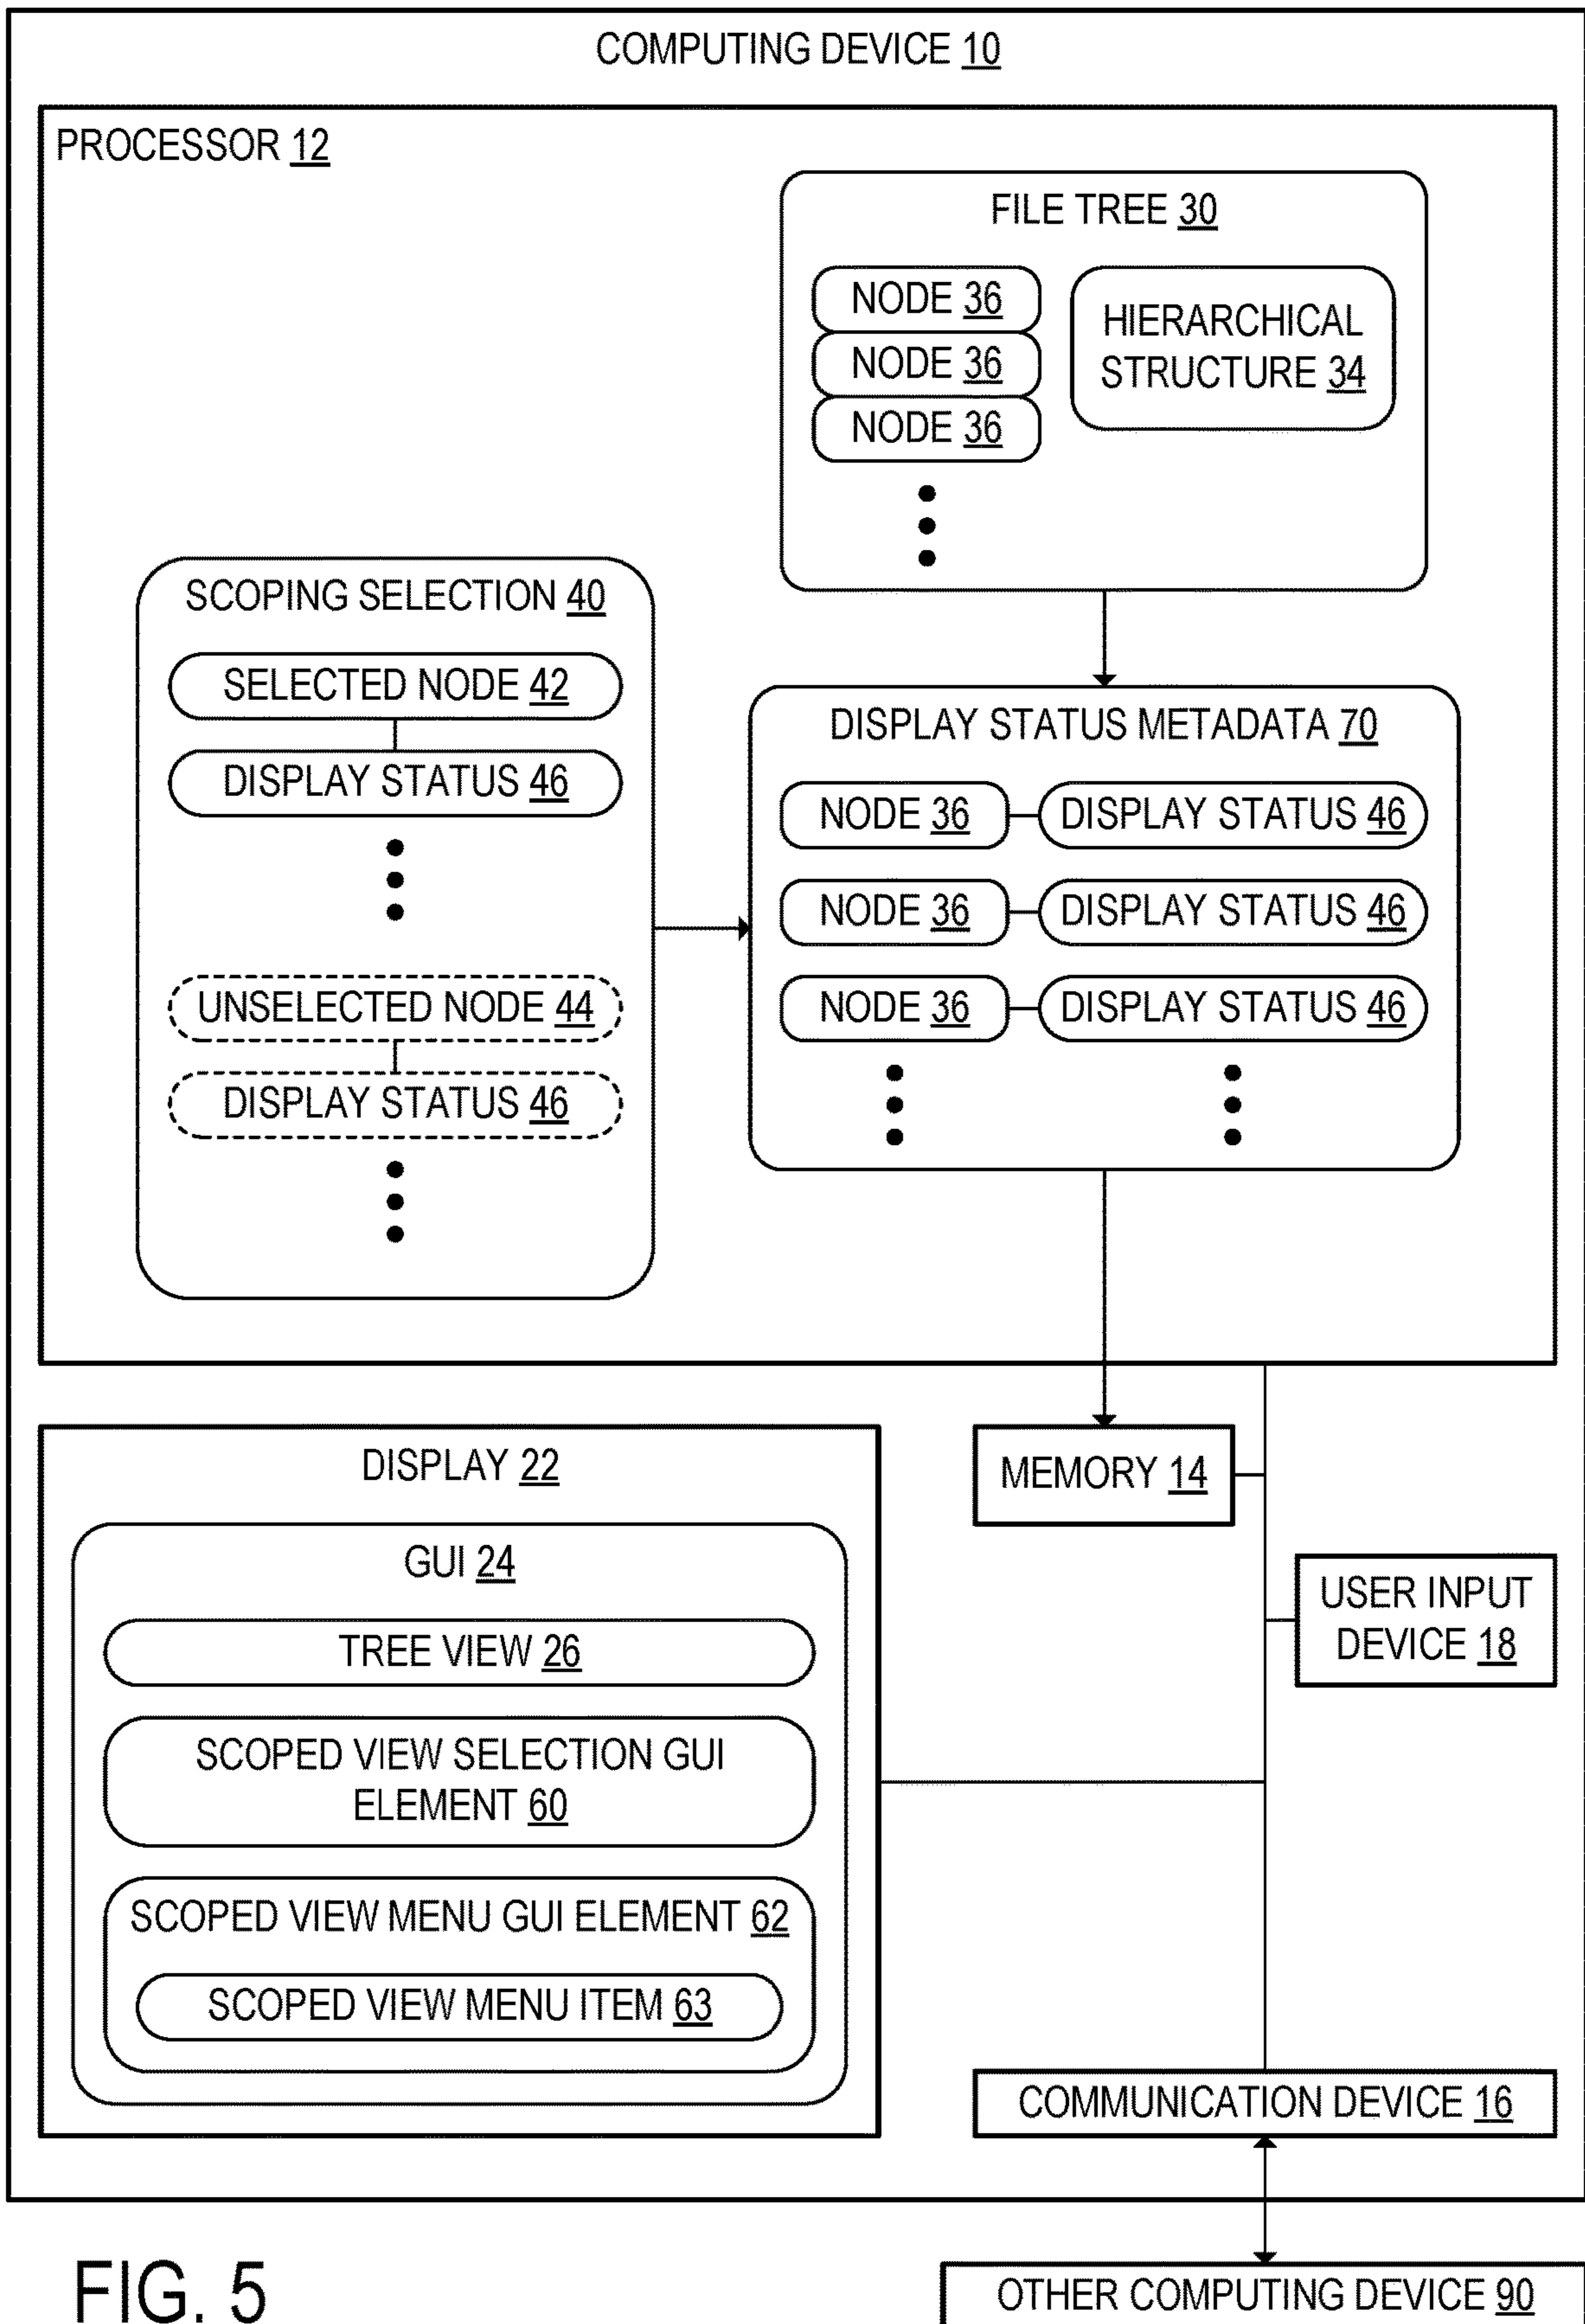 COMPUTING DEVICE 10
PROCESSOR 12
FILE TREE 30
NODE 36
NODE 36
NODE 36
HIERARCHICAL
STRUCTURE 34
SCOPING SELECTION 40
SELECTED NODE 42
DISPLAY STATUS 46
UNSELECTED NODE 44
DISPLAY STATUS 46
DISPLAY STATUS METADATA 70
NODE 36
DISPLAY STATUS 46
NODE 36
DISPLAY STATUS 46
NODE 36
DISPLAY STATUS 46
DISPLAY 22
GUI 24
TREE VIEW 26
SCOPED VIEW SELECTION GUI
ELEMENT 60
SCOPED VIEW MENU GUI ELEMENT 62
SCOPED VIEW MENU ITEM 63
MEMORY 14
USER INPUT
DEVICE 18
COMMUNICATION DEVICE 16
OTHER COMPUTING DEVICE 90
FIG. 5